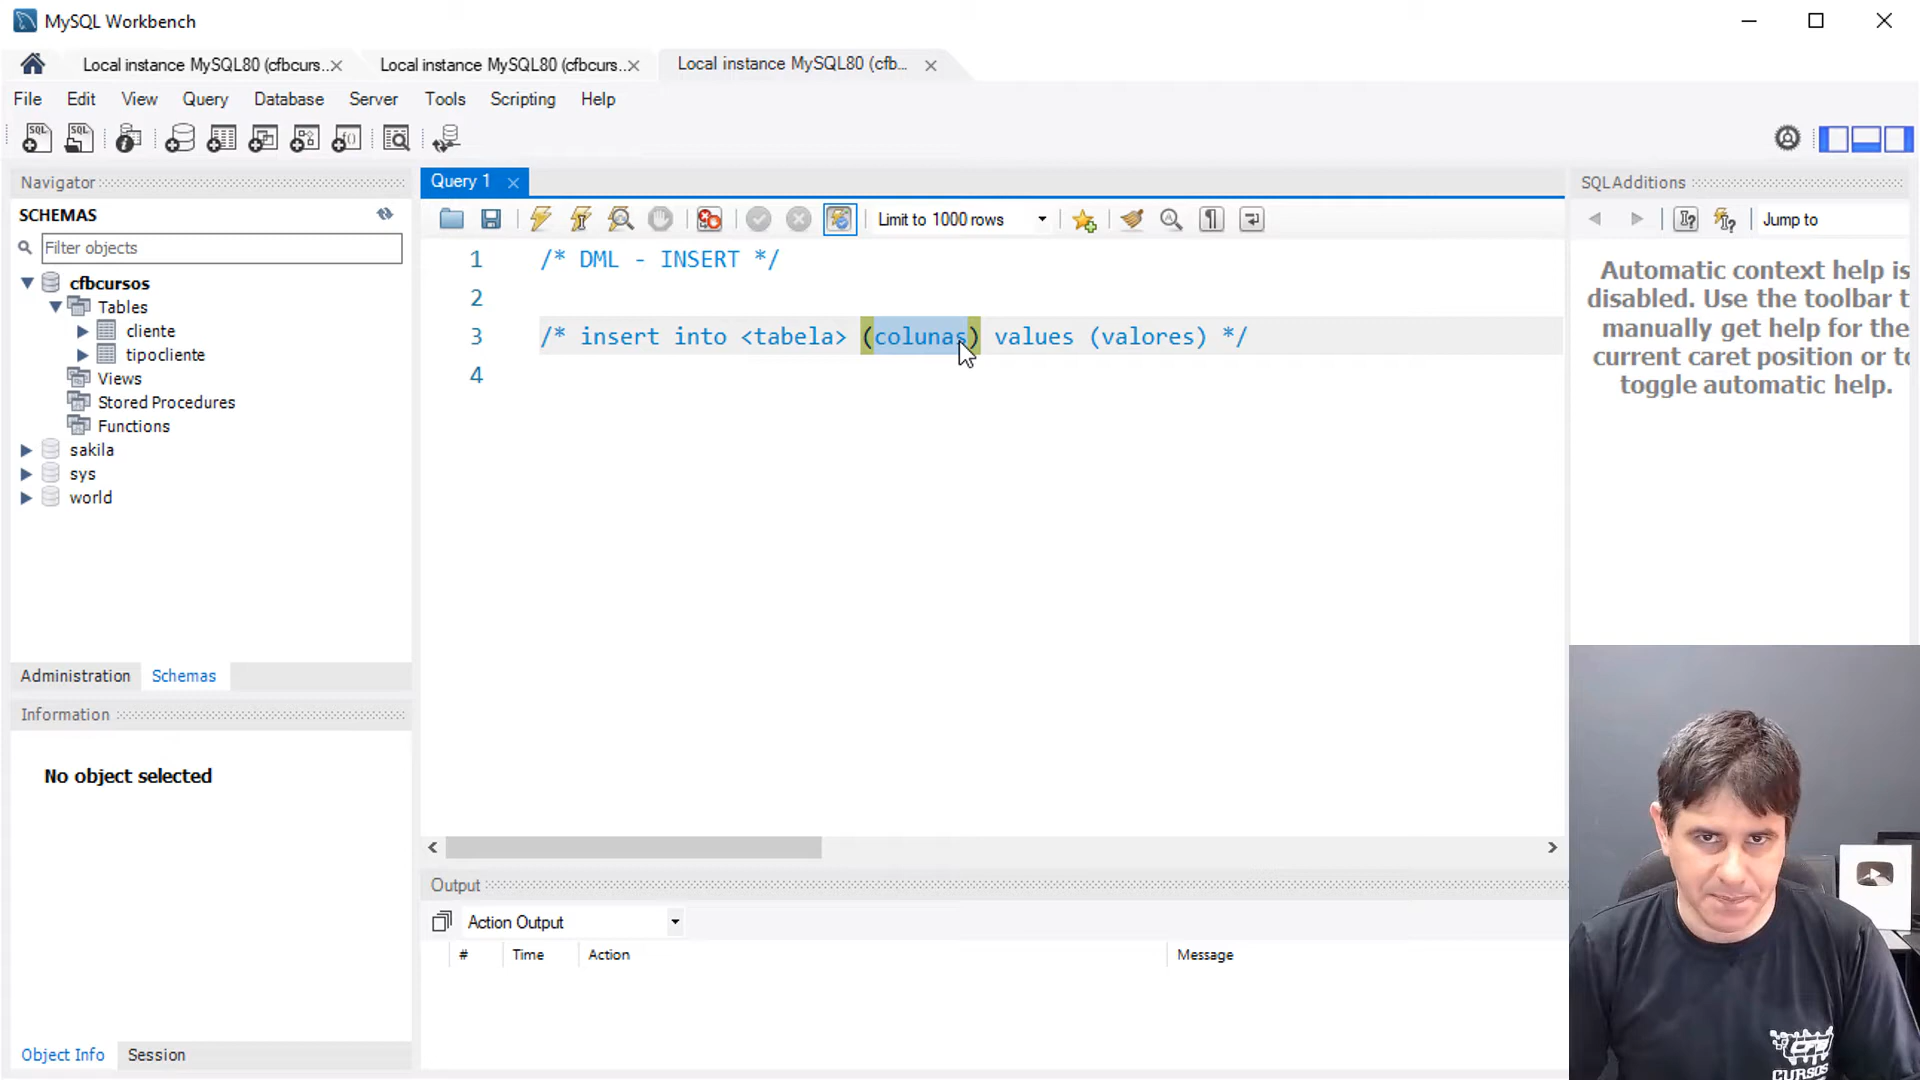 MySQL Workbench
Local instance MySQL80 (cfbcurs..
Local instance MySQL80 (cfbcurs..
Local instance MySQL80 (cfb...
File Edit View Query Database Server Tools Scripting Help
Navigator
SCHEMAS
Filter objects
cfbcursos
Tables
cliente
tipocliente
Views
Stored Procedures
Functions
sakila
sys
world
Administration Schemas
Information
No object selected
Object Info Session
Query 1
Limit to 1000 rows
1 /* DML - INSERT */
2
3 /* insert into <tabela> (colunas) values (valores) */
4
Output
Action Output
# Time Action Message
SQLAdditions
Jump to
Automatic context help is
disabled. Use the toolbar t
manually get help for the
current caret position or to
toggle automatic help.
CFB
CURSOS